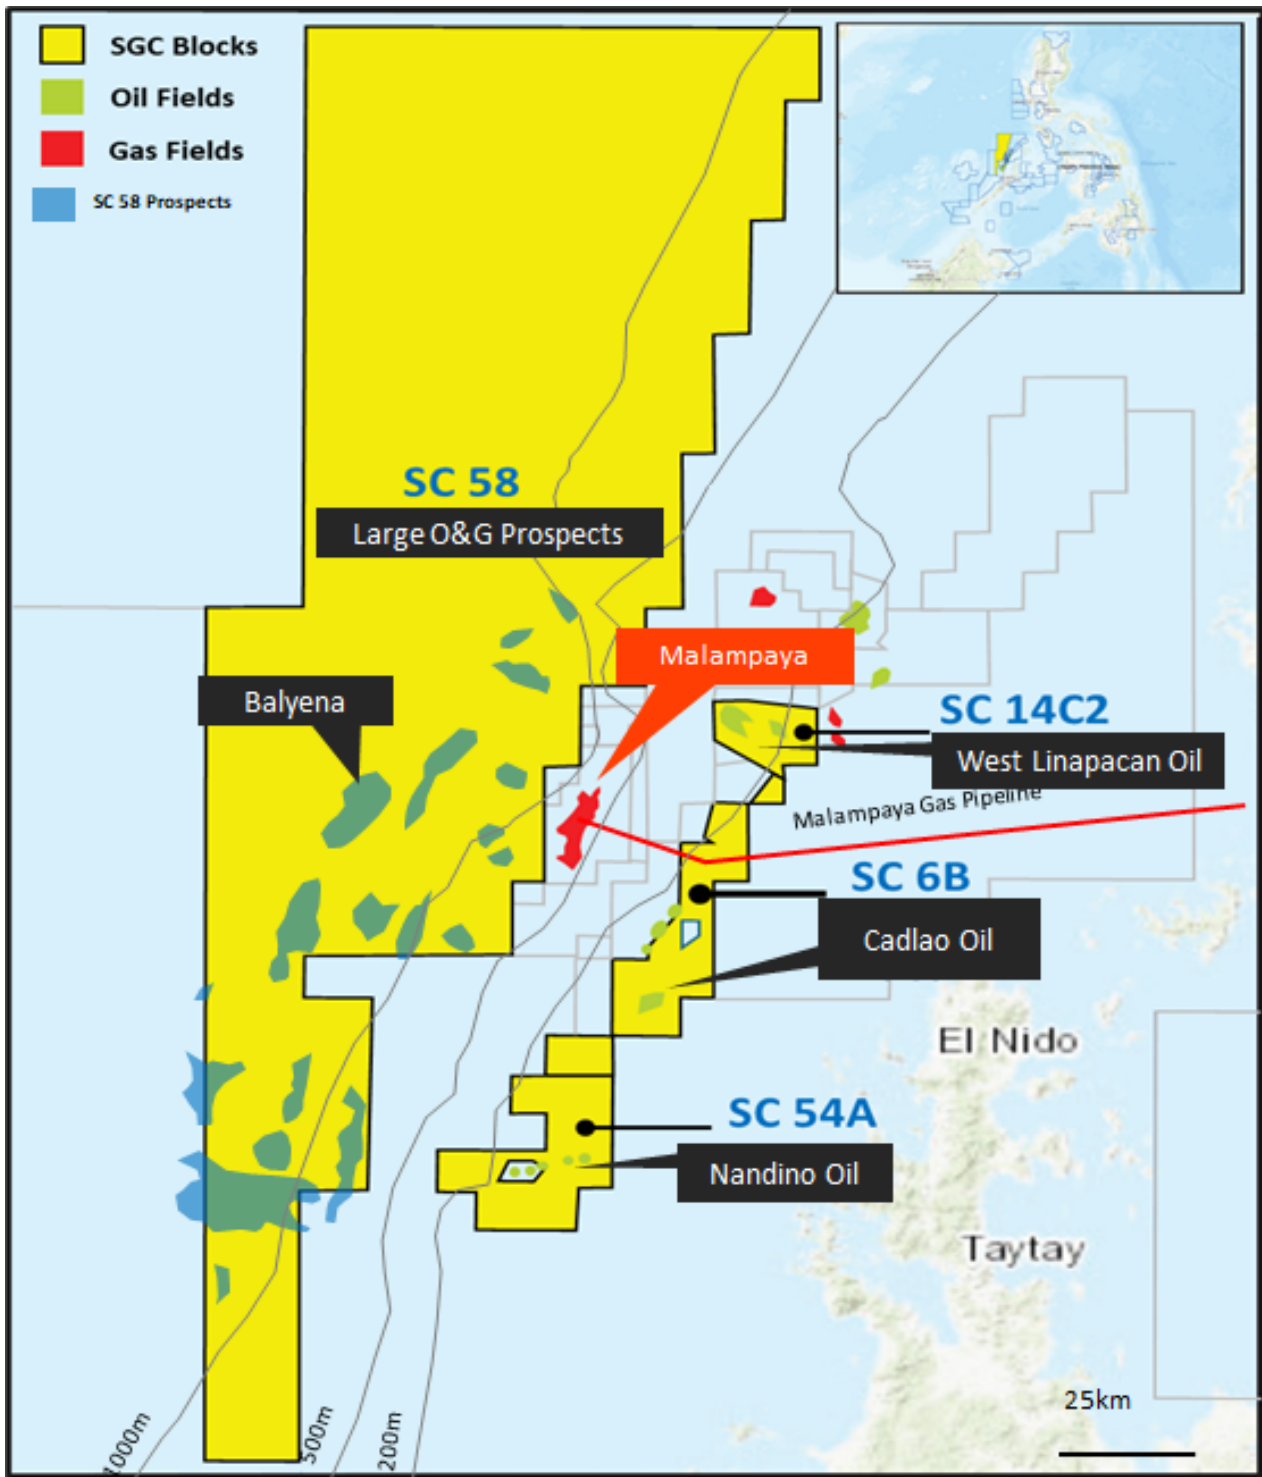 SGC Blocks
Oil Fields
Gas Fields
SC 58 Prospects
SC 58
Large O&G Prospects
Malampaya
Balyena
SC 14C2
West Linapacan Oil
Malampaya Gas Pipeline
SC 6B
Cadlao Oil
El Nido
SC 54A
Nandino Oil
Taytay
25km
1000m
500m
200m